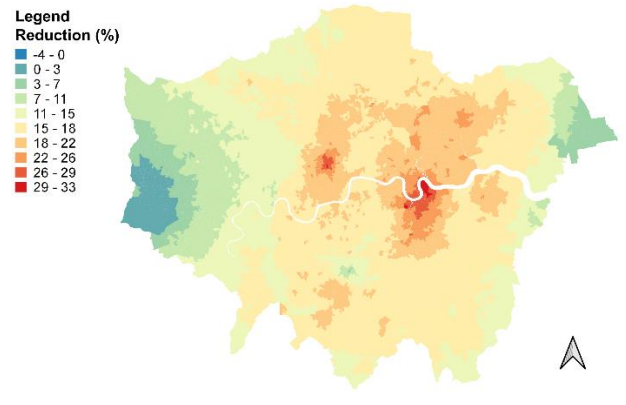 Legend
Reduction (%)
-4 - 0
0 - 3
3 - 7
7 - 11
11 - 15
15 - 18
18 - 22
22 - 26
26 - 29
29 - 33